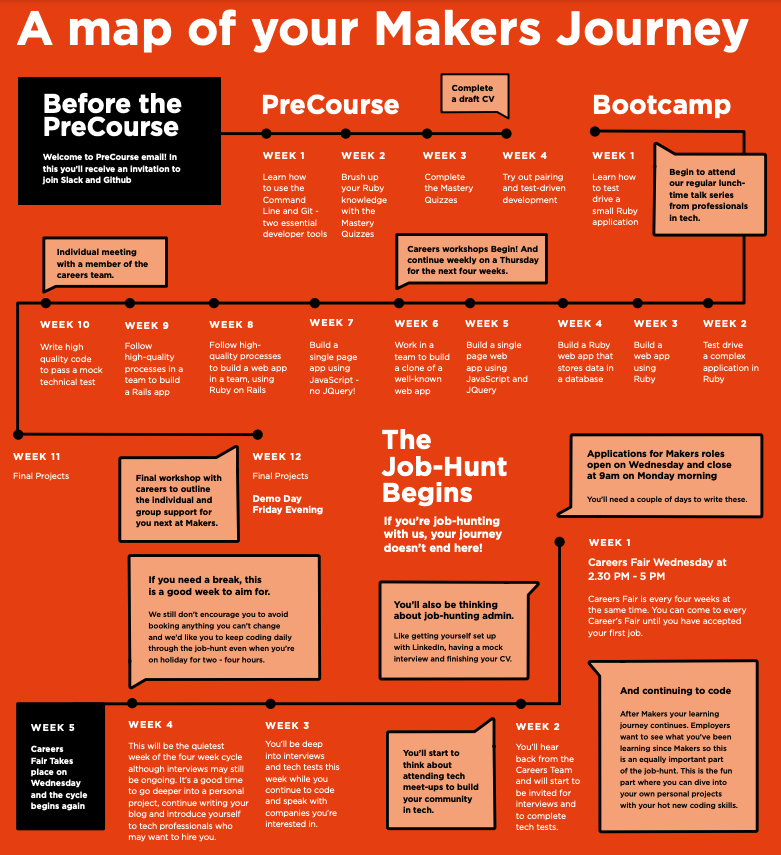 A map of your Makers Journey
Before the
PreCourse
Welcome to PreCourse email! In
this you'll receive an invitation to
join Slack and Github
PreCourse
Complete
a draft CV
WEEK 1
Learn how
to use the
Command
Line and Git -
two essential
developer tools
WEEK 2
Brush up
your Ruby
knowledge
with the
Mastery
Quizzes
WEEK 3
Complete
the Mastery
Quizzes
WEEK 4
Try out pairing
and test-driven
development
Bootcamp
WEEK 1
Learn how
to test
drive a
small Ruby
application
Begin to attend
our regular lunch-
time talk series
from professionals
in tech.
Individual meeting
with a member of the
careers team.
Careers workshops Begin! And
continue weekly on a Thursday
for the next four weeks.
WEEK 10
Write high
quality code
to pass a mock
technical test
WEEK 9
Follow
high-quality
processes in a
team to build
a Rails app
WEEK 8
Follow high-
quality processes
to build a web app
in a team, using
Ruby on Rails
WEEK 7
Build a
single page
app using
JavaScript -
no JQuery!
WEEK 6
Work in a
team to build
a clone of a
well-known
web app
WEEK 5
Build a single
page web
app using
JavaScript and
JQuery
WEEK 4
Build a Ruby
web app that
stores data in
a database
WEEK 3
Build a
web app
using
Ruby
WEEK 2
Test drive
a complex
application in
Ruby
WEEK 11
Final Projects
Final workshop with
careers to outline
the individual and
group support for
you next at Makers.
WEEK 12
Final Projects
Demo Day
Friday Evening
The
Job-Hunt
Begins
If you're job-hunting
with us, your journey
doesn't end here!
Applications for Makers roles
open on Wednesday and close
at 9am on Monday morning
You'll need a couple of days to write these.
WEEK 1
Careers Fair Wednesday at
2.30 PM - 5 PM
Careers Fair is every four weeks at
the same time. You can come to every
Career's Fair until you have accepted
your first job.
If you need a break, this
is a good week to aim for.
We still don't encourage you to avoid
booking anything you can't change
and we'd like you to keep coding daily
through the job-hunt even when you're
on holiday for two - four hours.
You'll also be thinking
about job-hunting admin.
Like getting yourself set up
with LinkedIn, having a mock
interview and finishing your CV.
And continuing to code
After Makers your learning
journey continues. Employers
want to see what you've been
learning since Makers so this
is an equally important part
of the job-hunt. This is the fun
part where you can dive into
your own personal projects
with your hot new coding skills.
WEEK 5
Careers
Fair Takes
place on
Wednesday
and the cycle
begins again
WEEK 4
This will be the quietest
week of the four week cycle
although interviews may still
be ongoing. It's a good time
to go deeper into a personal
project, continue writing your
blog and introduce yourself
to tech professionals who
may want to hire you.
WEEK 3
You'll be deep
into interviews
and tech tests this
week while you
continue to code
and speak with
companies you're
interested in.
You'll start to
think about
attending tech
meet-ups to build
your community
in tech.
WEEK 2
You'll hear
back from the
Careers Team
and will start to
be invited for
interviews and
to complete
tech tests.